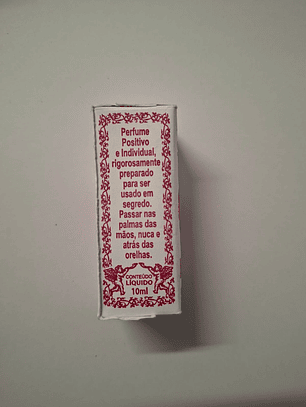 Perfume
Positivo
e Individual,
rigorosamente
preparado
para ser
usado em
segredo.
Passar nas
palmas das
mãos, nuca e
atrás das
orelhas.
CONTEÚDO
LÍQUIDO
10ml